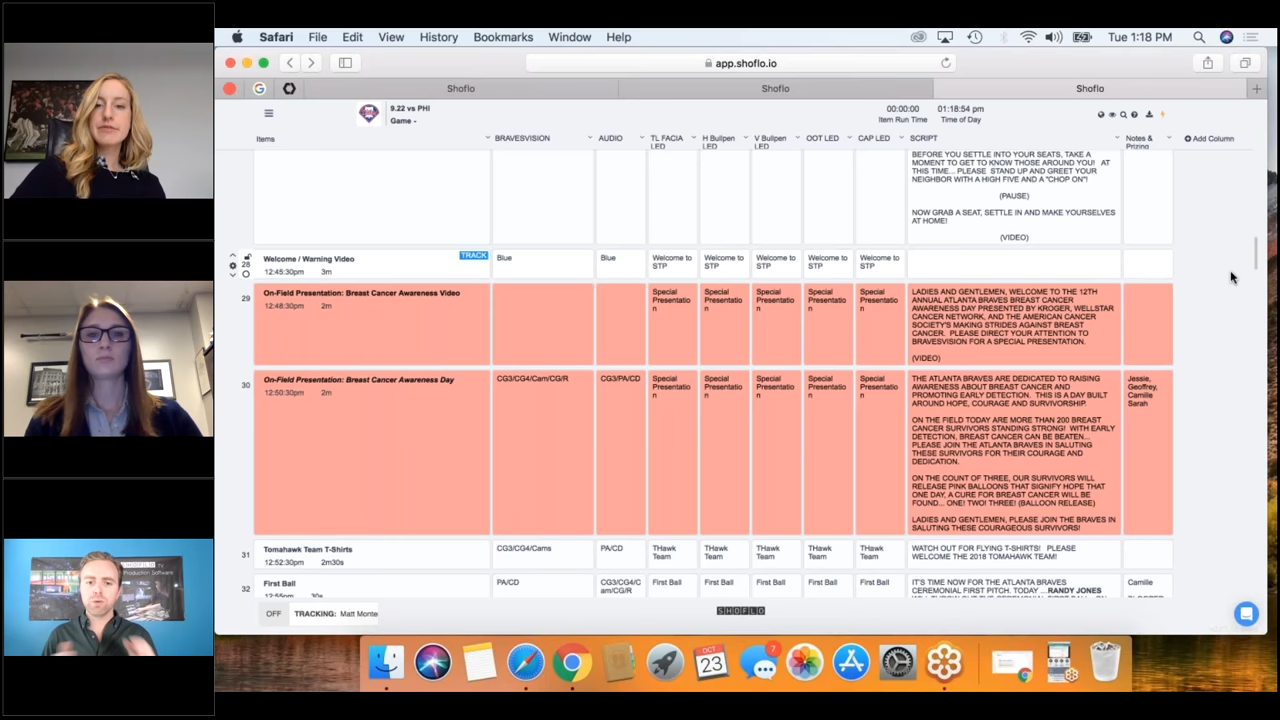 Safari File Edit View History Bookmarks Window Help
Tue 1:18 PM
app.shoflo.io
Shoflo
Shoflo
Shoflo
9.22 vs PHI
Game
00:00:00
Item Run Time
01:18:54 pm
Time of Day
Items
BRAVESVISION
AUDIO
TL FACIA
LED
H Bullpen
LED
V Bullpen
LED
OOT LED
CAP LED
SCRIPT
Notes &
Prizing
Add Column
BEFORE YOU SETTLE INTO YOUR SEATS, TAKE A
MOMENT TO GET TO KNOW THOSE AROUND YOU! AT
THIS TIME... PLEASE STAND UP AND GREET YOUR
NEIGHBOR WITH A HIGH FIVE AND A "CHOP ON"!
(PAUSE)
NOW GRAB A SEAT, SETTLE IN AND MAKE YOURSELVES
AT HOME!
(VIDEO)
28
Welcome / Warning Video
TRACK
12:45:30pm 3m
Blue
Blue
Welcome to
STP
Welcome to
STP
Welcome to
STP
Welcome to
STP
Welcome to
STP
29
On-Field Presentation: Breast Cancer Awareness Video
12:48:30pm 2m
Special
Presentatio
n
Special
Presentatio
n
Special
Presentatio
n
Special
Presentatio
n
Special
Presentatio
n
LADIES AND GENTLEMEN, WELCOME TO THE 12TH
ANNUAL ATLANTA BRAVES BREAST CANCER
AWARENESS DAY PRESENTED BY KROGER, WELLSTAR
CANCER NETWORK, AND THE AMERICAN CANCER
SOCIETY'S MAKING STRIDES AGAINST BREAST
CANCER. PLEASE DIRECT YOUR ATTENTION TO
BRAVESVISION FOR A SPECIAL PRESENTATION.
(VIDEO)
30
On-Field Presentation: Breast Cancer Awareness Day
12:50:30pm 2m
CG3/CG4/Cam/CG/R
CG3/PA/CD
Special
Presentatio
n
Special
Presentatio
n
Special
Presentatio
n
Special
Presentatio
n
Special
Presentatio
n
THE ATLANTA BRAVES ARE DEDICATED TO RAISING
AWARENESS ABOUT BREAST CANCER AND
PROMOTING EARLY DETECTION. THIS IS A DAY BUILT
AROUND HOPE, COURAGE AND SURVIVORSHIP.
ON THE FIELD TODAY ARE MORE THAN 200 BREAST
CANCER SURVIVORS STANDING STRONG! WITH EARLY
DETECTION, BREAST CANCER CAN BE BEATEN...
PLEASE JOIN THE ATLANTA BRAVES IN SALUTING
THESE SURVIVORS FOR THEIR COURAGE AND
DEDICATION.
ON THE COUNT OF THREE, OUR SURVIVORS WILL
RELEASE PINK BALLOONS THAT SIGNIFY HOPE THAT
ONE DAY, A CURE FOR BREAST CANCER WILL BE
FOUND... ONE! TWO! THREE! (BALLOON RELEASE)
LADIES AND GENTLEMEN, PLEASE JOIN THE BRAVES IN
SALUTING THESE COURAGEOUS SURVIVORS!
Jessie,
Geoffrey,
Camille
Sarah
31
Tomahawk Team T-Shirts
12:52:30pm 2m30s
CG3/CG4/Cams
PA/CD
THawk
Team
THawk
Team
THawk
Team
THawk
Team
THawk
Team
WATCH OUT FOR FLYING T-SHIRTS! PLEASE
WELCOME THE 2018 TOMAHAWK TEAM!
32
First Ball
12:55pm 30s
PA/CD
CG3/CG4/C
am/CG/R
First Ball
First Ball
First Ball
First Ball
First Ball
IT'S TIME NOW FOR THE ATLANTA BRAVES
CEREMONIAL FIRST PITCH. TODAY ...RANDY JONES
Camille
OFF
TRACKING: Matt Monte
SHOFLO
OCT
23
7